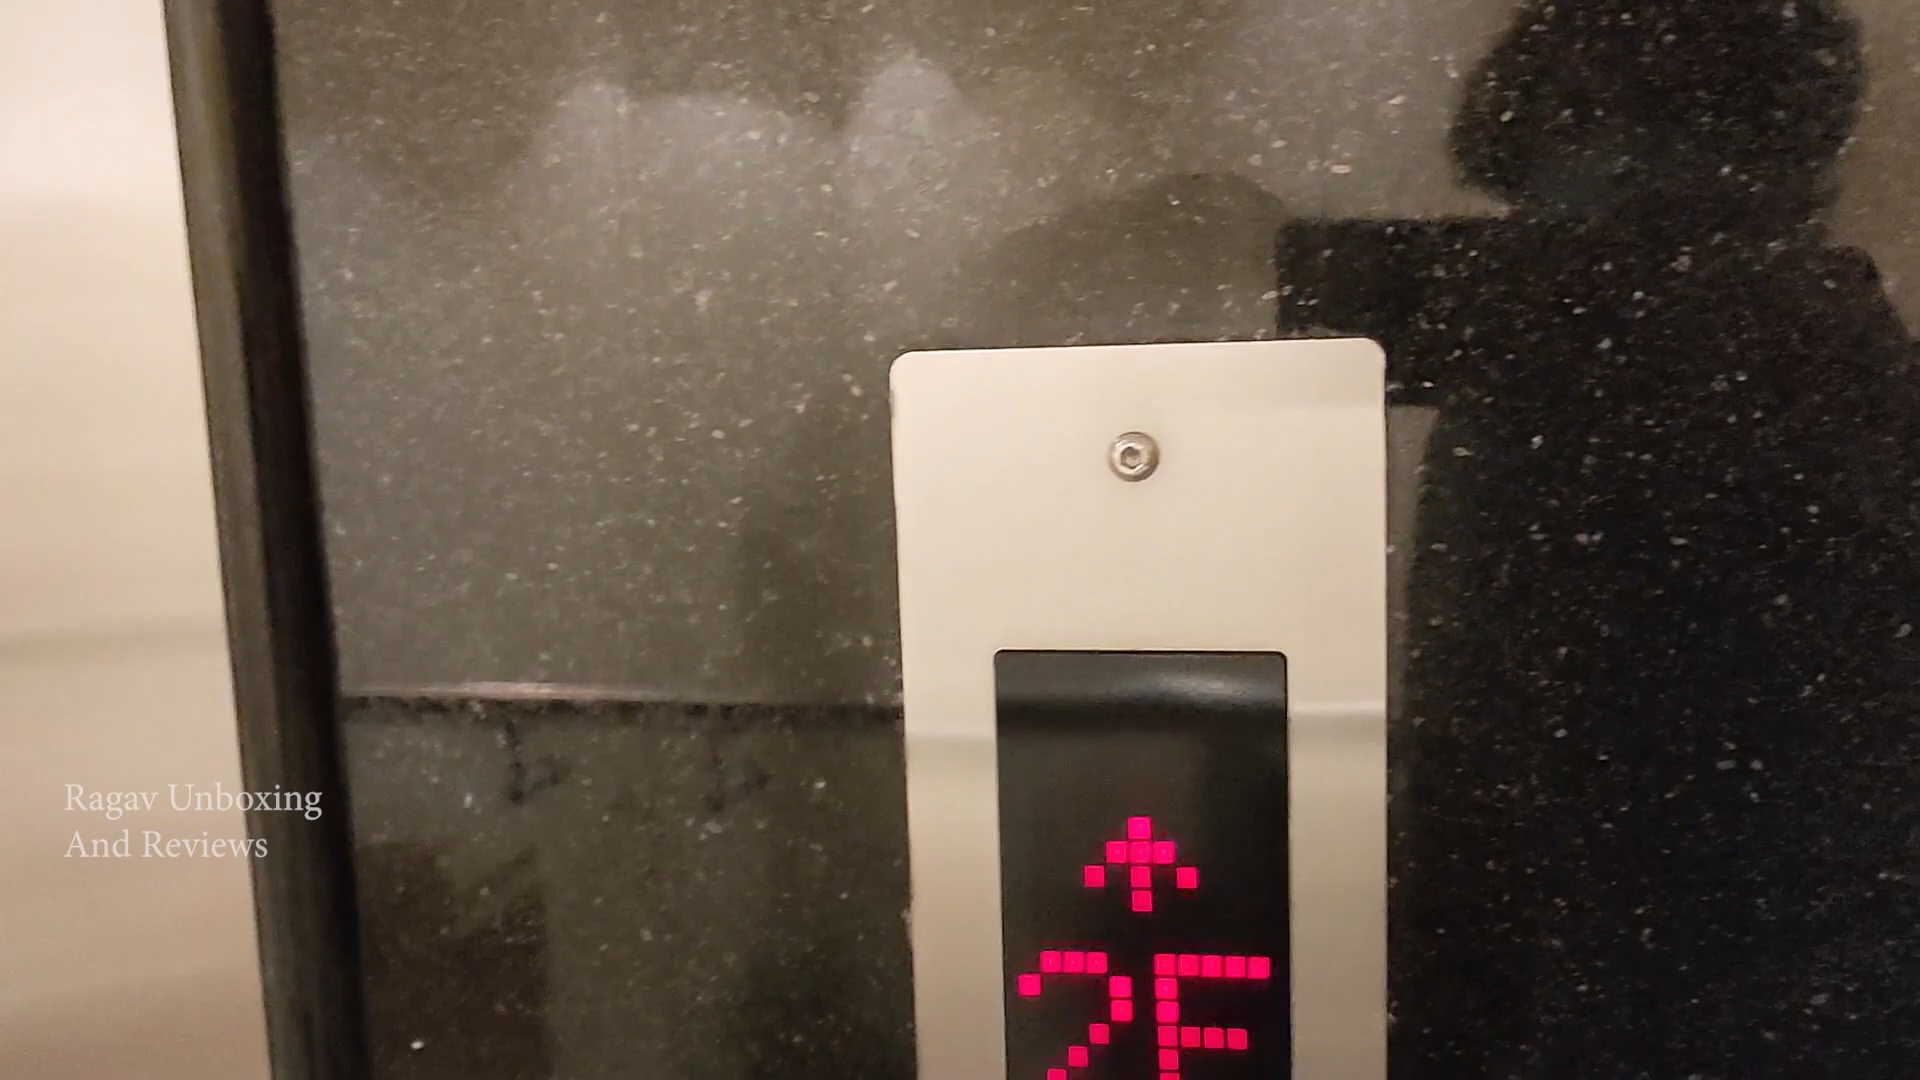 ↑
2F
Ragav Unboxing
And Reviews